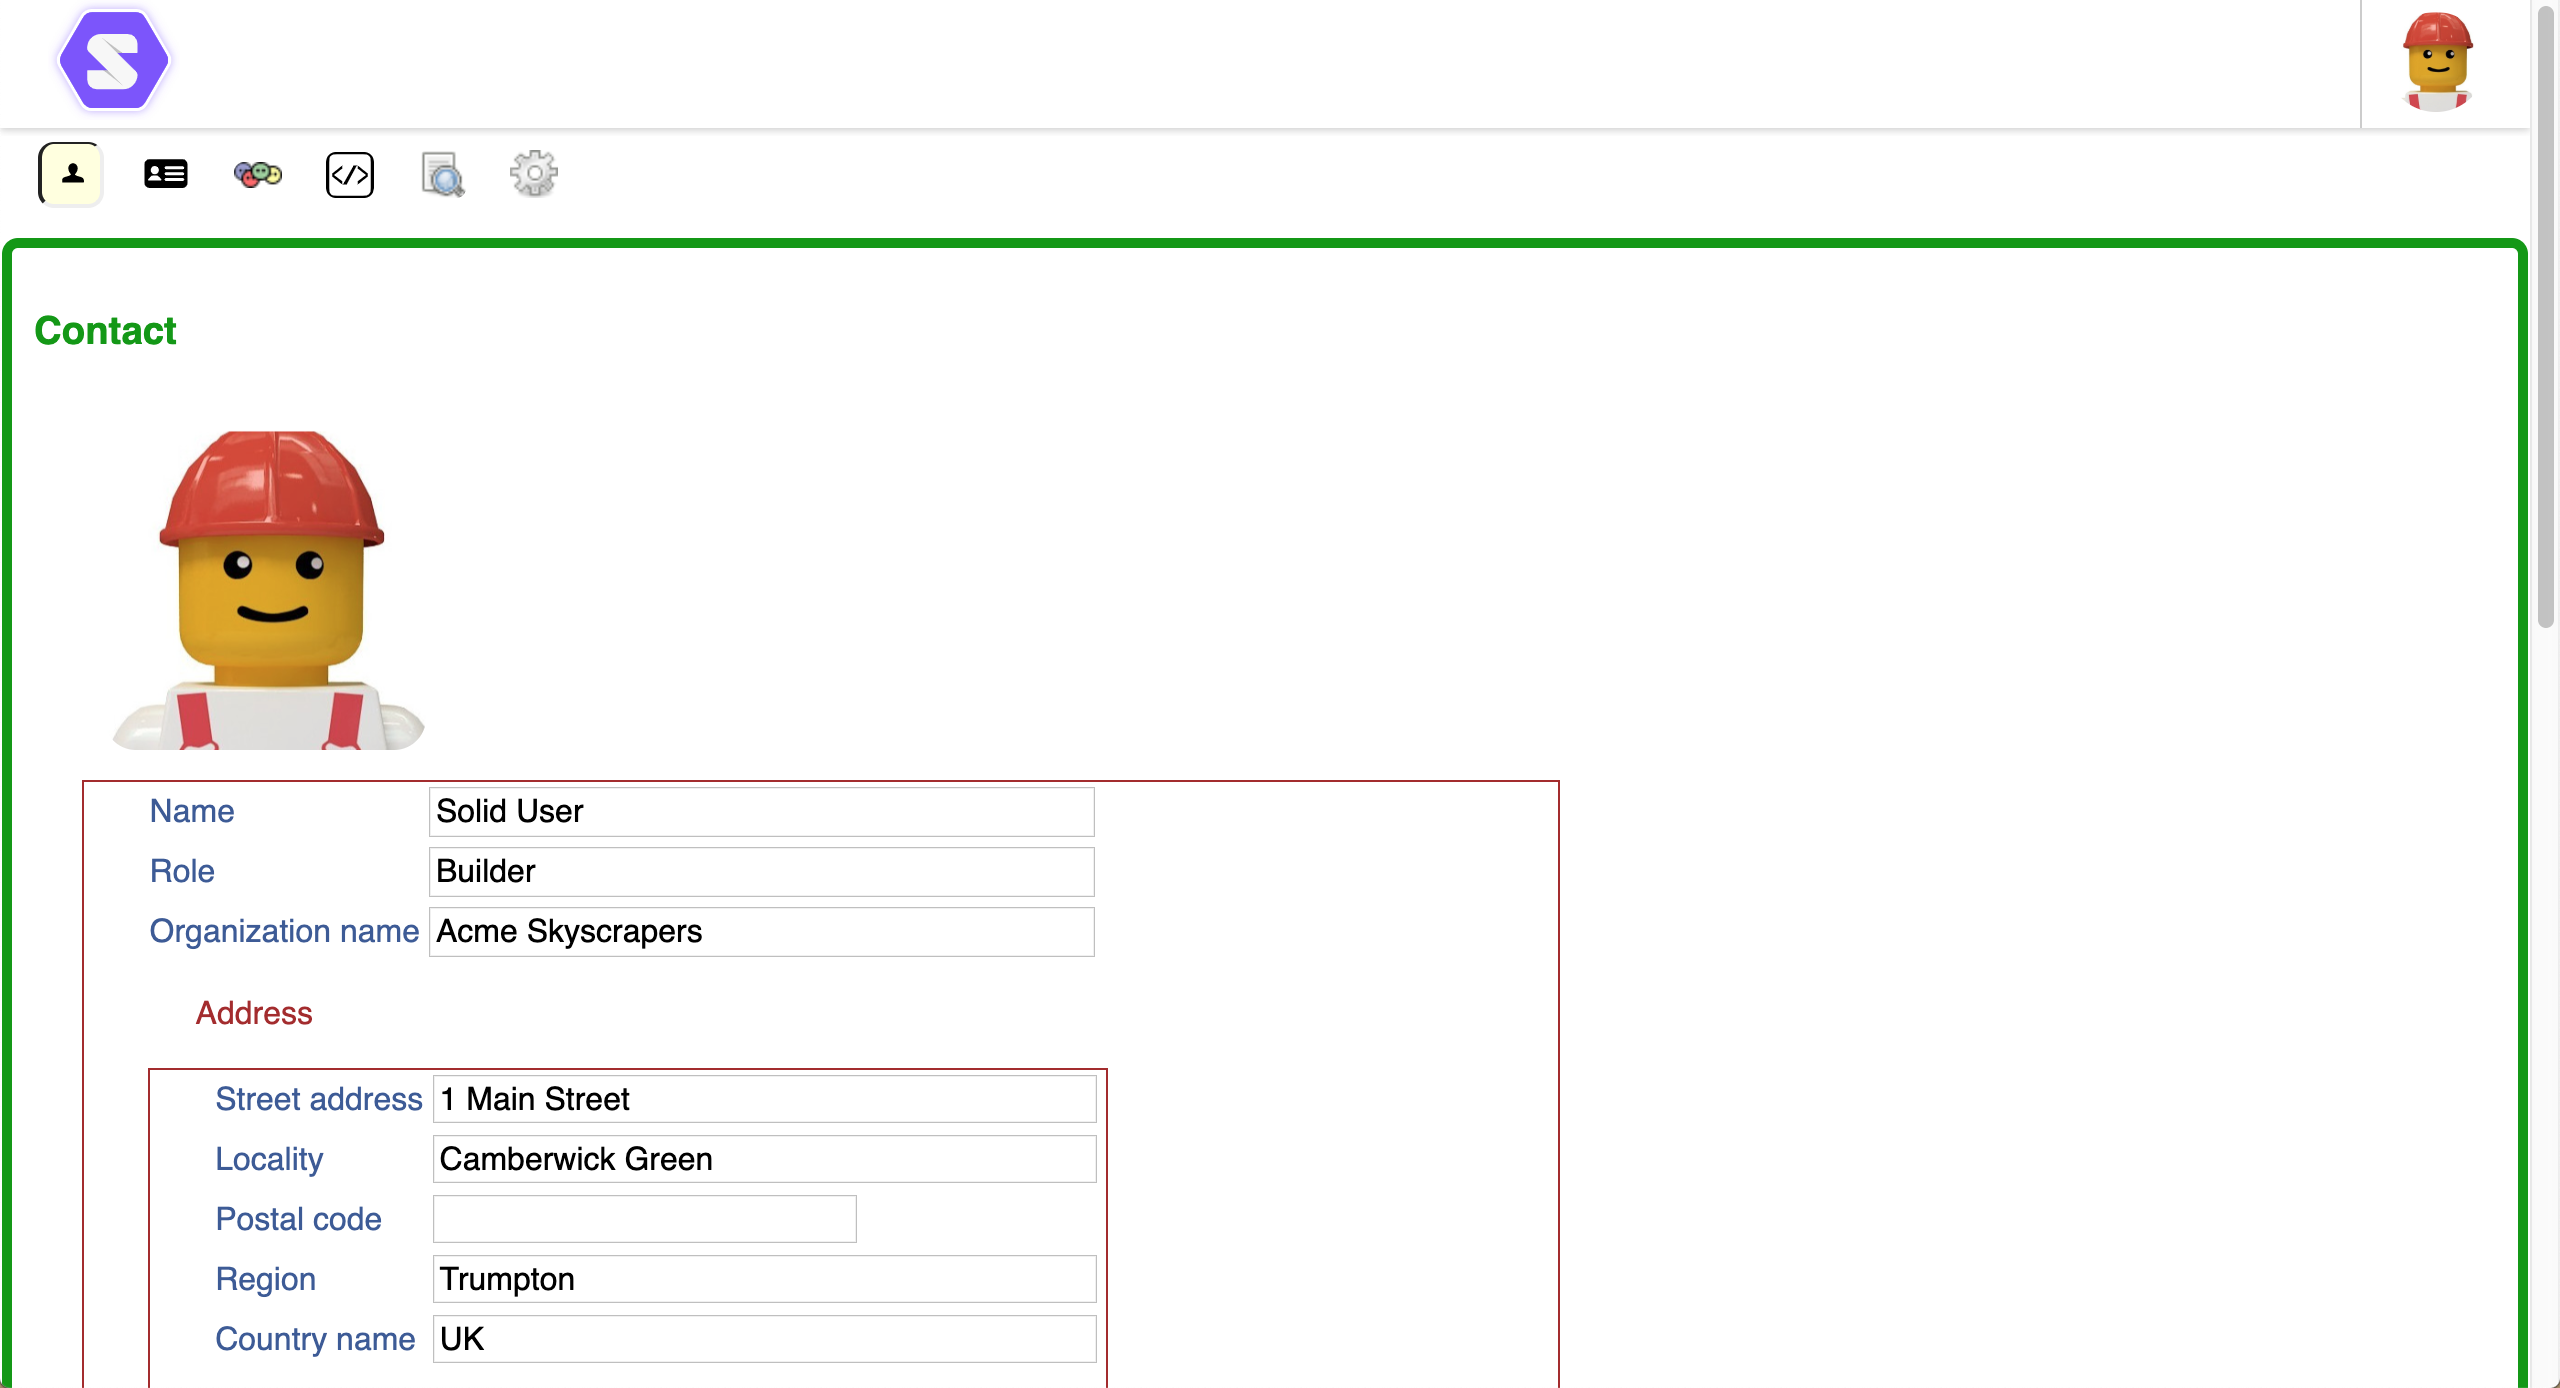 </>
Contact
Name Solid User
Role Builder
Organization name Acme Skyscrapers
Address
Street address 1 Main Street
Locality Camberwick Green
Postal code
Region Trumpton
Country name UK